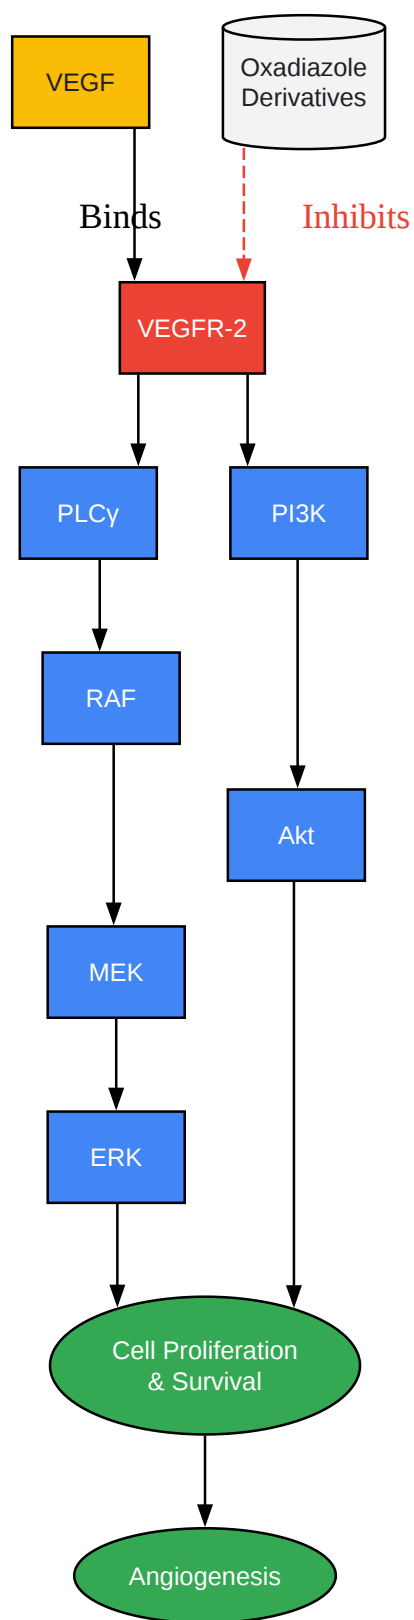 VEGF
Oxadiazole
Derivatives
Binds
Inhibits
VEGFR-2
PLCγ
PI3K
RAF
Akt
MEK
ERK
Cell Proliferation
& Survival
Angiogenesis